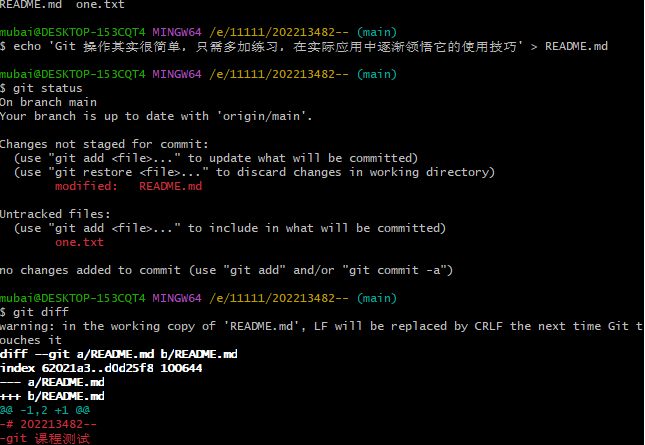 README.md  one.txt
mubai@DESKTOP-153CQT4 MINGW64 /e/11111/202213482-- (main)
$ echo 'Git 操作其实很简单，只需多加练习，在实际应用中逐渐领悟它的使用技巧' > README.md
mubai@DESKTOP-153CQT4 MINGW64 /e/11111/202213482-- (main)
$ git status
On branch main
Your branch is up to date with 'origin/main'.
Changes not staged for commit:
  (use "git add <file>..." to update what will be committed)
  (use "git restore <file>..." to discard changes in working directory)
        modified:   README.md
Untracked files:
  (use "git add <file>..." to include in what will be committed)
        one.txt
no changes added to commit (use "git add" and/or "git commit -a")
mubai@DESKTOP-153CQT4 MINGW64 /e/11111/202213482-- (main)
$ git diff
warning: in the working copy of 'README.md', LF will be replaced by CRLF the next time Git t
ouches it
diff --git a/README.md b/README.md
index 62021a3..d0d25f8 100644
--- a/README.md
+++ b/README.md
@@ -1,2 +1 @@
-# 202213482--
-git 课程测试